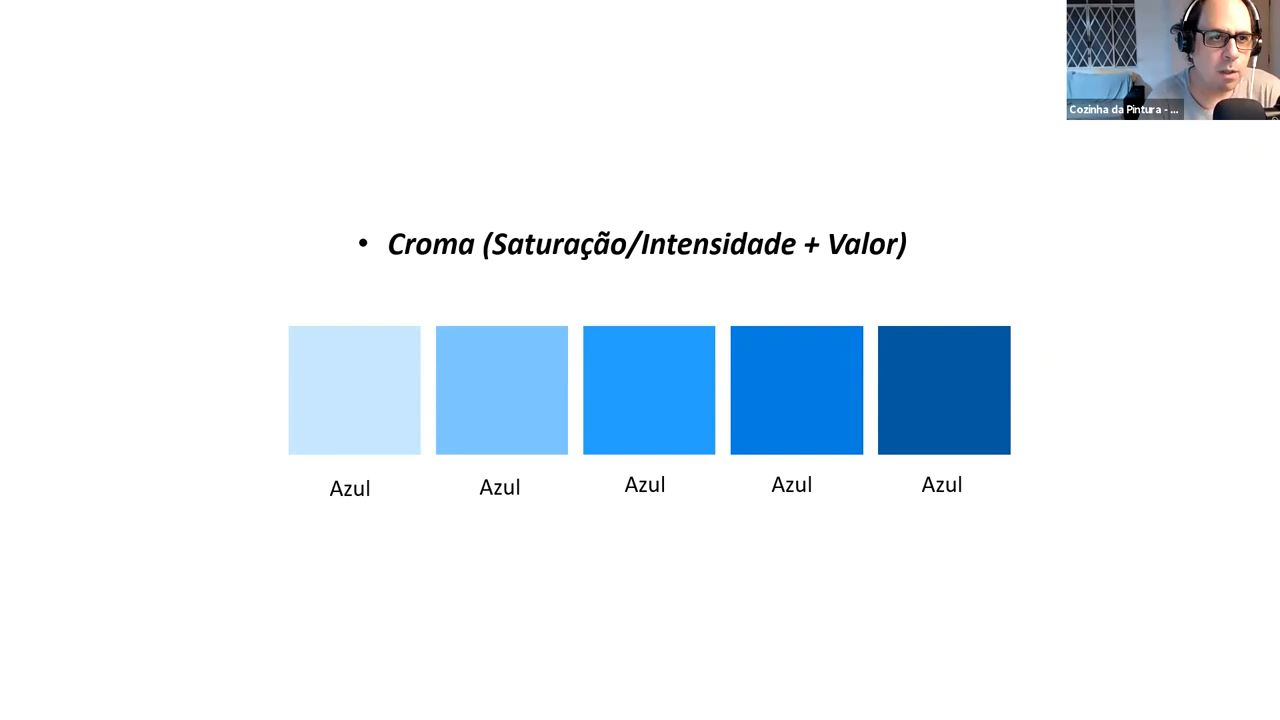 Cozinha da Pintura - ...
• Croma (Saturação/Intensidade + Valor)
Azul Azul Azul Azul Azul